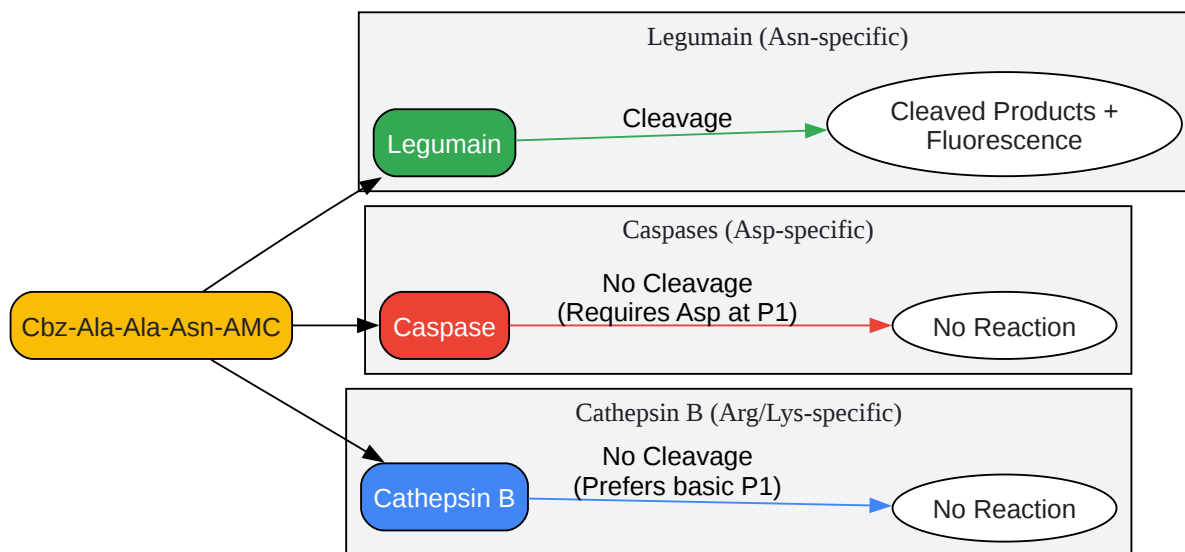 Legumain (Asn-specific)
Legumain
Cleavage
Cleaved Products +
Fluorescence
Cbz-Ala-Ala-Asn-AMC
Caspases (Asp-specific)
Caspase
No Cleavage
(Requires Asp at P1)
No Reaction
Cathepsin B (Arg/Lys-specific)
Cathepsin B
No Cleavage
(Prefers basic P1)
No Reaction